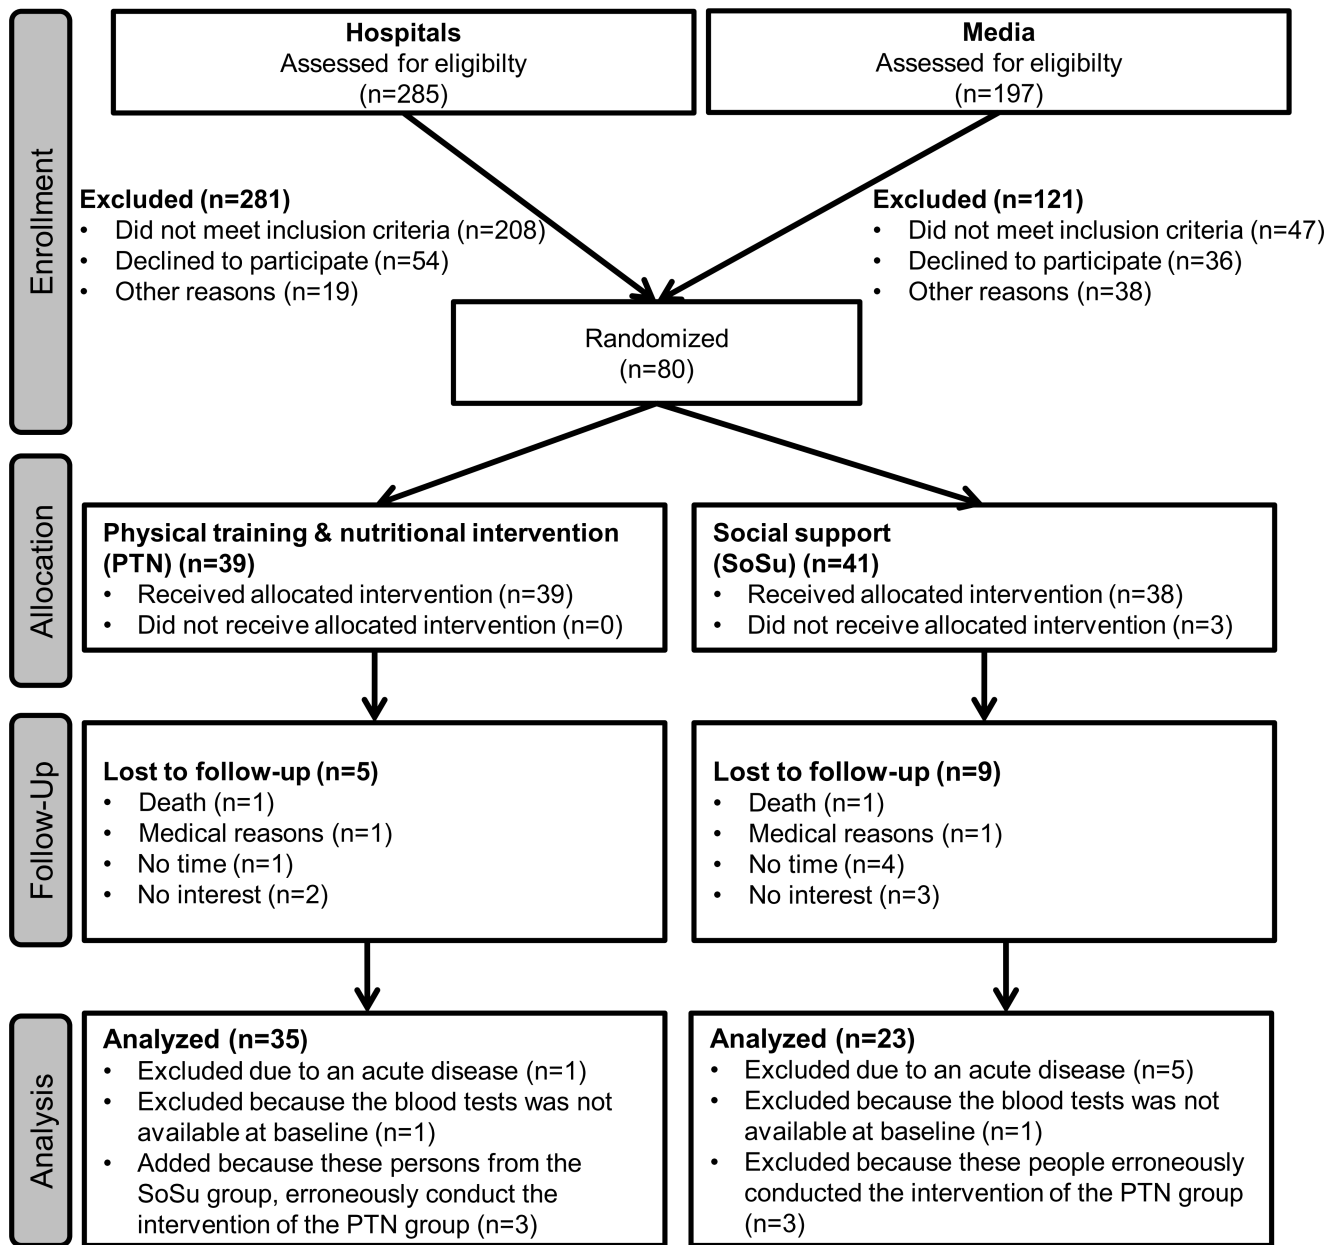 Enrollment
Hospitals
Assessed for eligibilty
(n=285)
Media
Assessed for eligibilty
(n=197)
Excluded (n=281)
• Did not meet inclusion criteria (n=208)
• Declined to participate (n=54)
• Other reasons (n=19)
Excluded (n=121)
• Did not meet inclusion criteria (n=47)
• Declined to participate (n=36)
• Other reasons (n=38)
Randomized
(n=80)
Allocation
Physical training & nutritional intervention
(PTN) (n=39)
• Received allocated intervention (n=39)
• Did not receive allocated intervention (n=0)
Social support
(SoSu) (n=41)
• Received allocated intervention (n=38)
• Did not receive allocated intervention (n=3)
Follow-Up
Lost to follow-up (n=5)
• Death (n=1)
• Medical reasons (n=1)
• No time (n=1)
• No interest (n=2)
Lost to follow-up (n=9)
• Death (n=1)
• Medical reasons (n=1)
• No time (n=4)
• No interest (n=3)
Analysis
Analyzed (n=35)
• Excluded due to an acute disease (n=1)
• Excluded because the blood tests was not
available at baseline (n=1)
• Added because these persons from the
SoSu group, erroneously conduct the
intervention of the PTN group (n=3)
Analyzed (n=23)
• Excluded due to an acute disease (n=5)
• Excluded because the blood tests was not
available at baseline (n=1)
• Excluded because these people erroneously
conducted the intervention of the PTN group
(n=3)